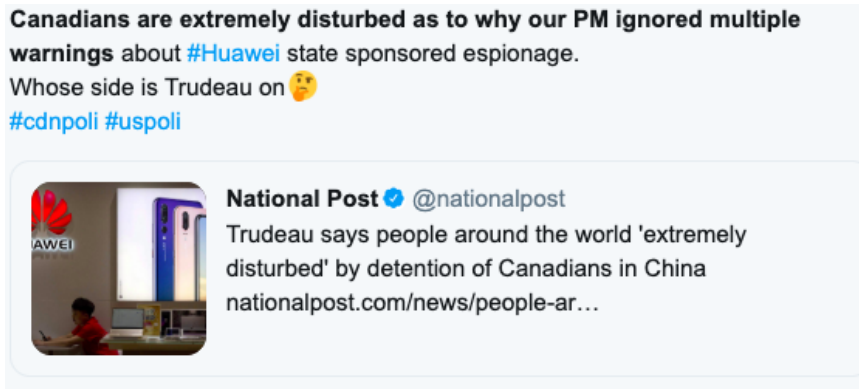 Canadians are extremely disturbed as to why our PM ignored multiple
warnings about #Huawei state sponsored espionage.
Whose side is Trudeau on🤔
#cdnpoli #uspoli
National Post @nationalpost
AWEI
Trudeau says people around the world 'extremely
disturbed' by detention of Canadians in China
nationalpost.com/news/people-ar…